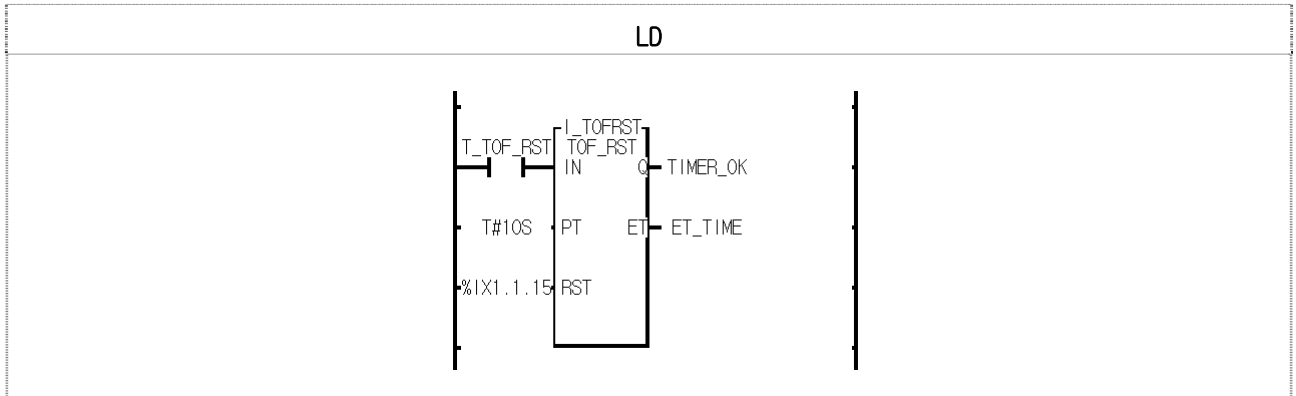 LD
I_TOFRST
T_TOF_RST TOF_RST
IN Q TIMER_OK
T#10S PT ET ET_TIME
%IX1.1.15 RST